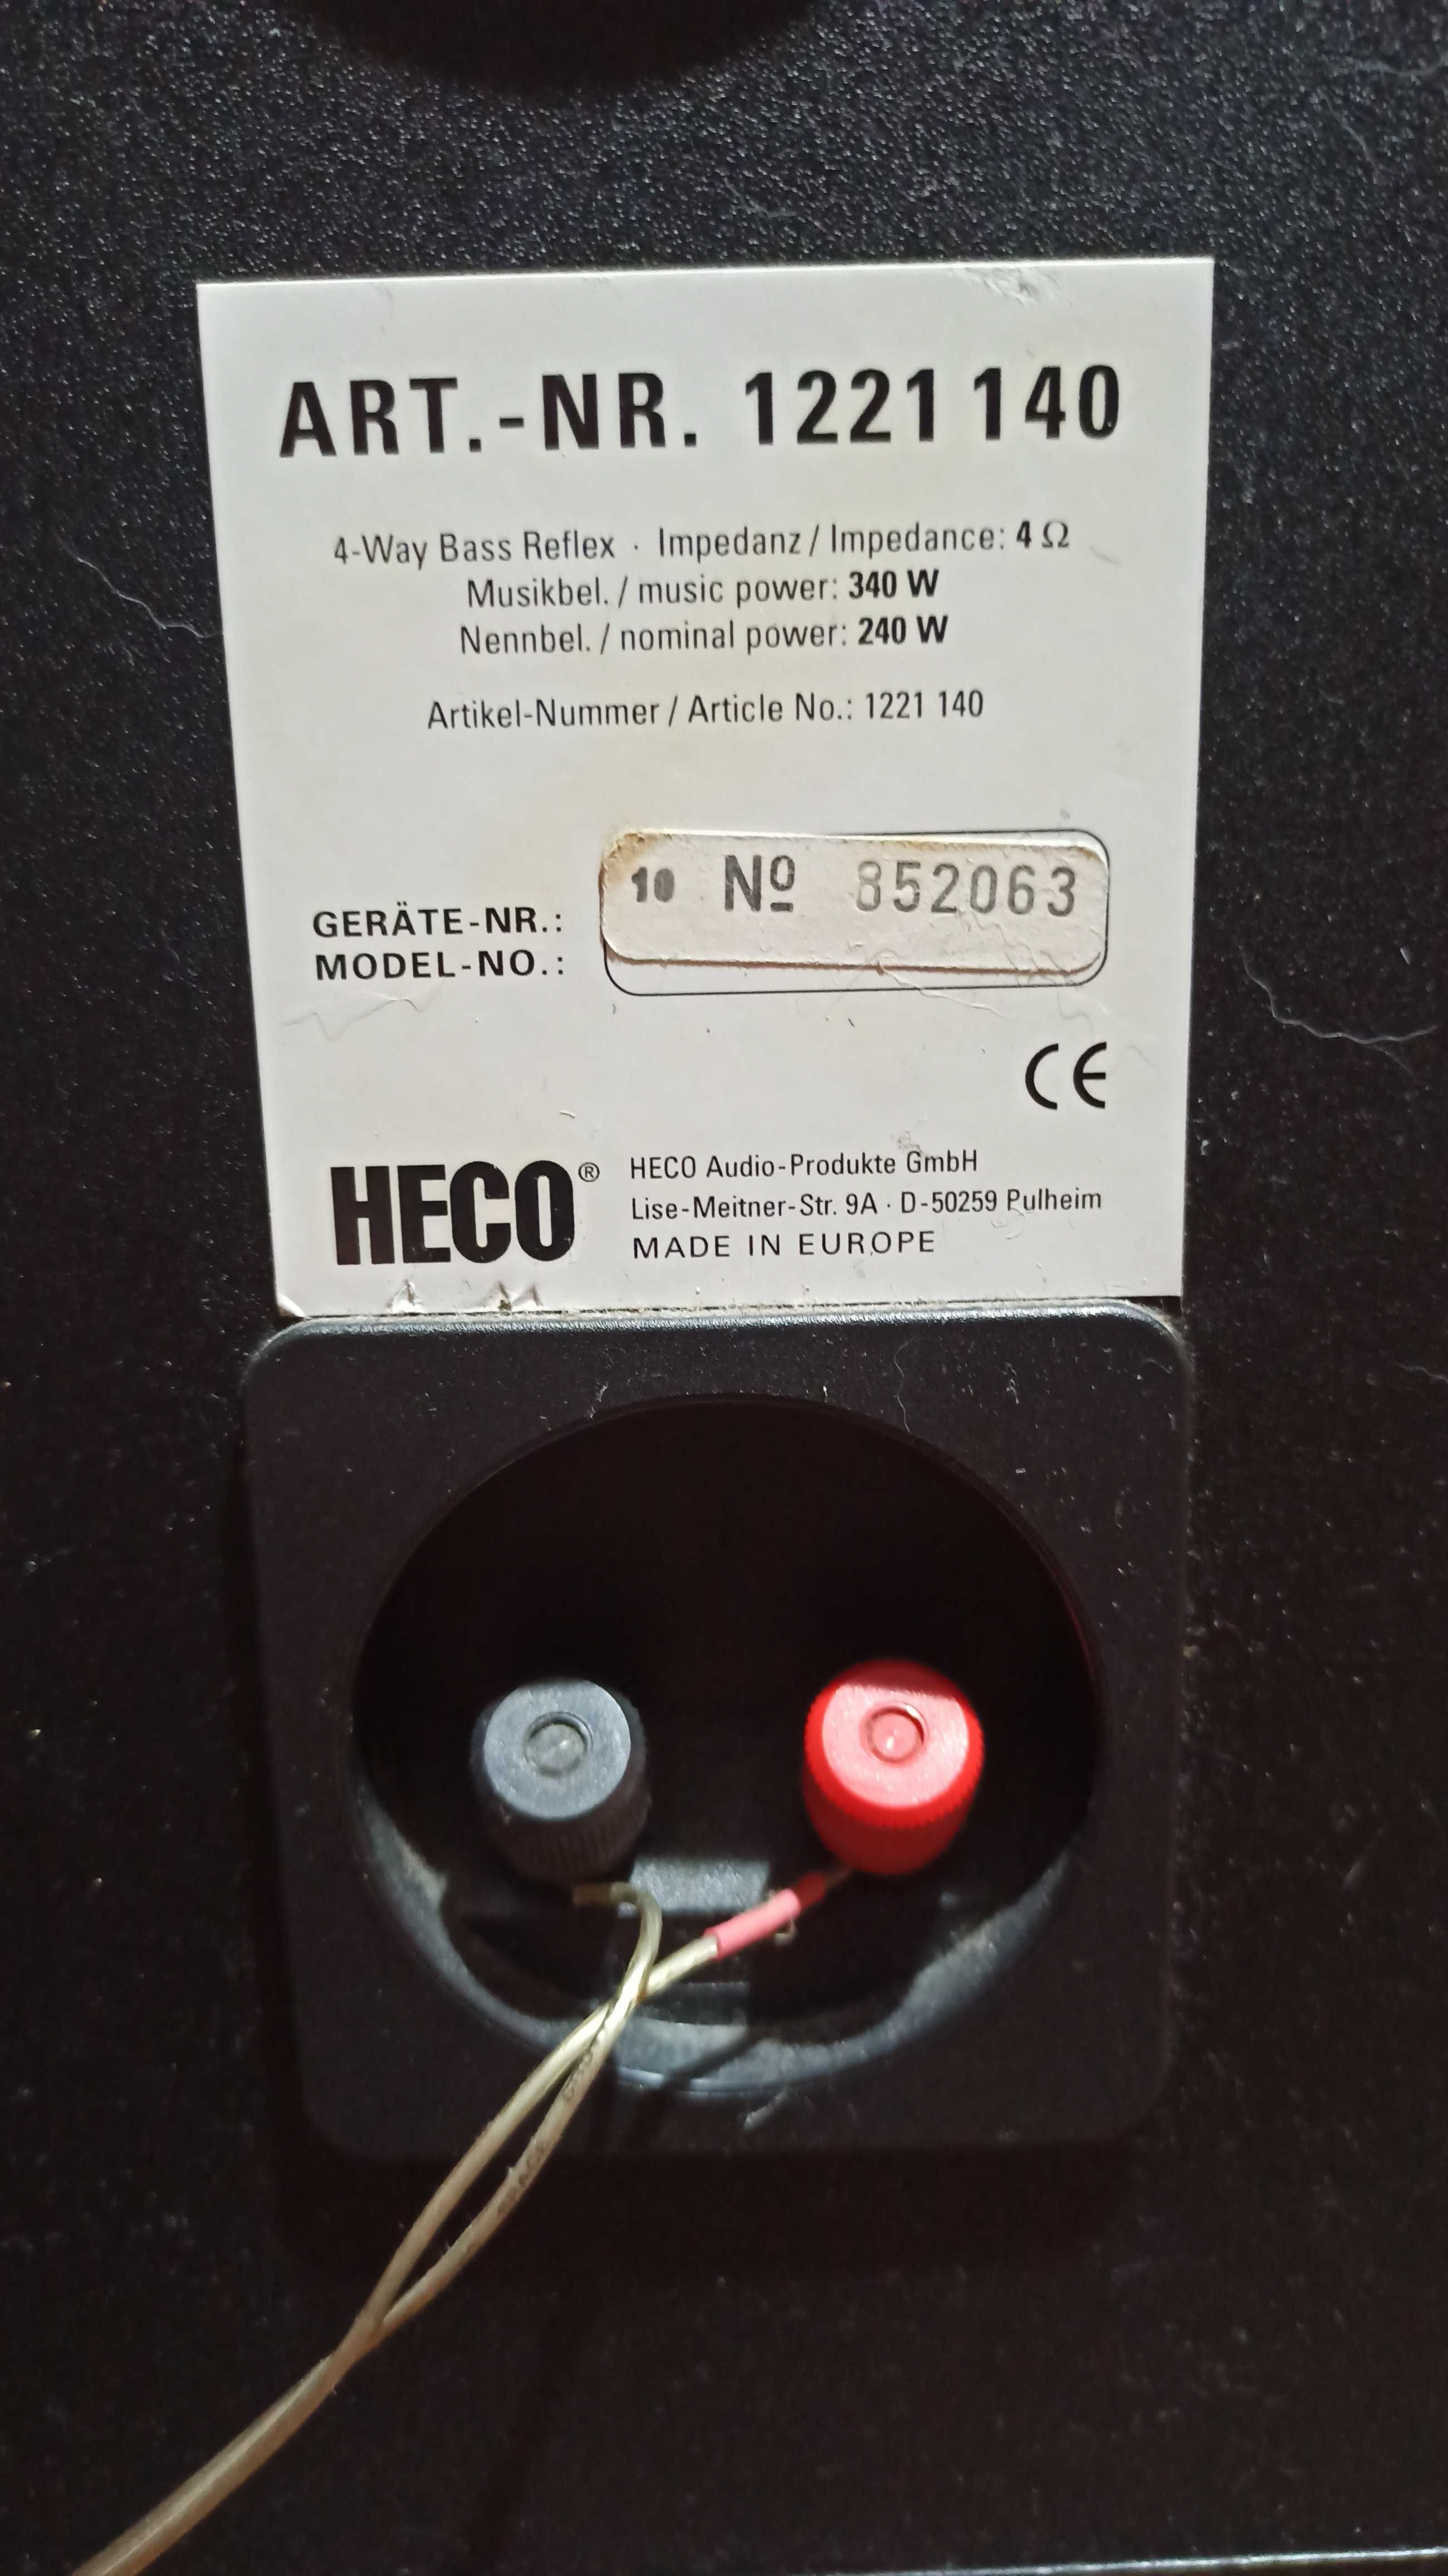 ART.-NR. 1221 140
4-Way Bass Reflex · Impedanz / Impedance: 4 Ω
Musikbel. / music power: 340 W
Nennbel. / nominal power: 240 W
Artikel-Nummer / Article No.: 1221 140
GERÄTE-NR.:
MODEL-NO.:
10 Nº 852063
CE
HECO®
HECO Audio-Produkte GmbH
Lise-Meitner-Str. 9A · D-50259 Pulheim
MADE IN EUROPE